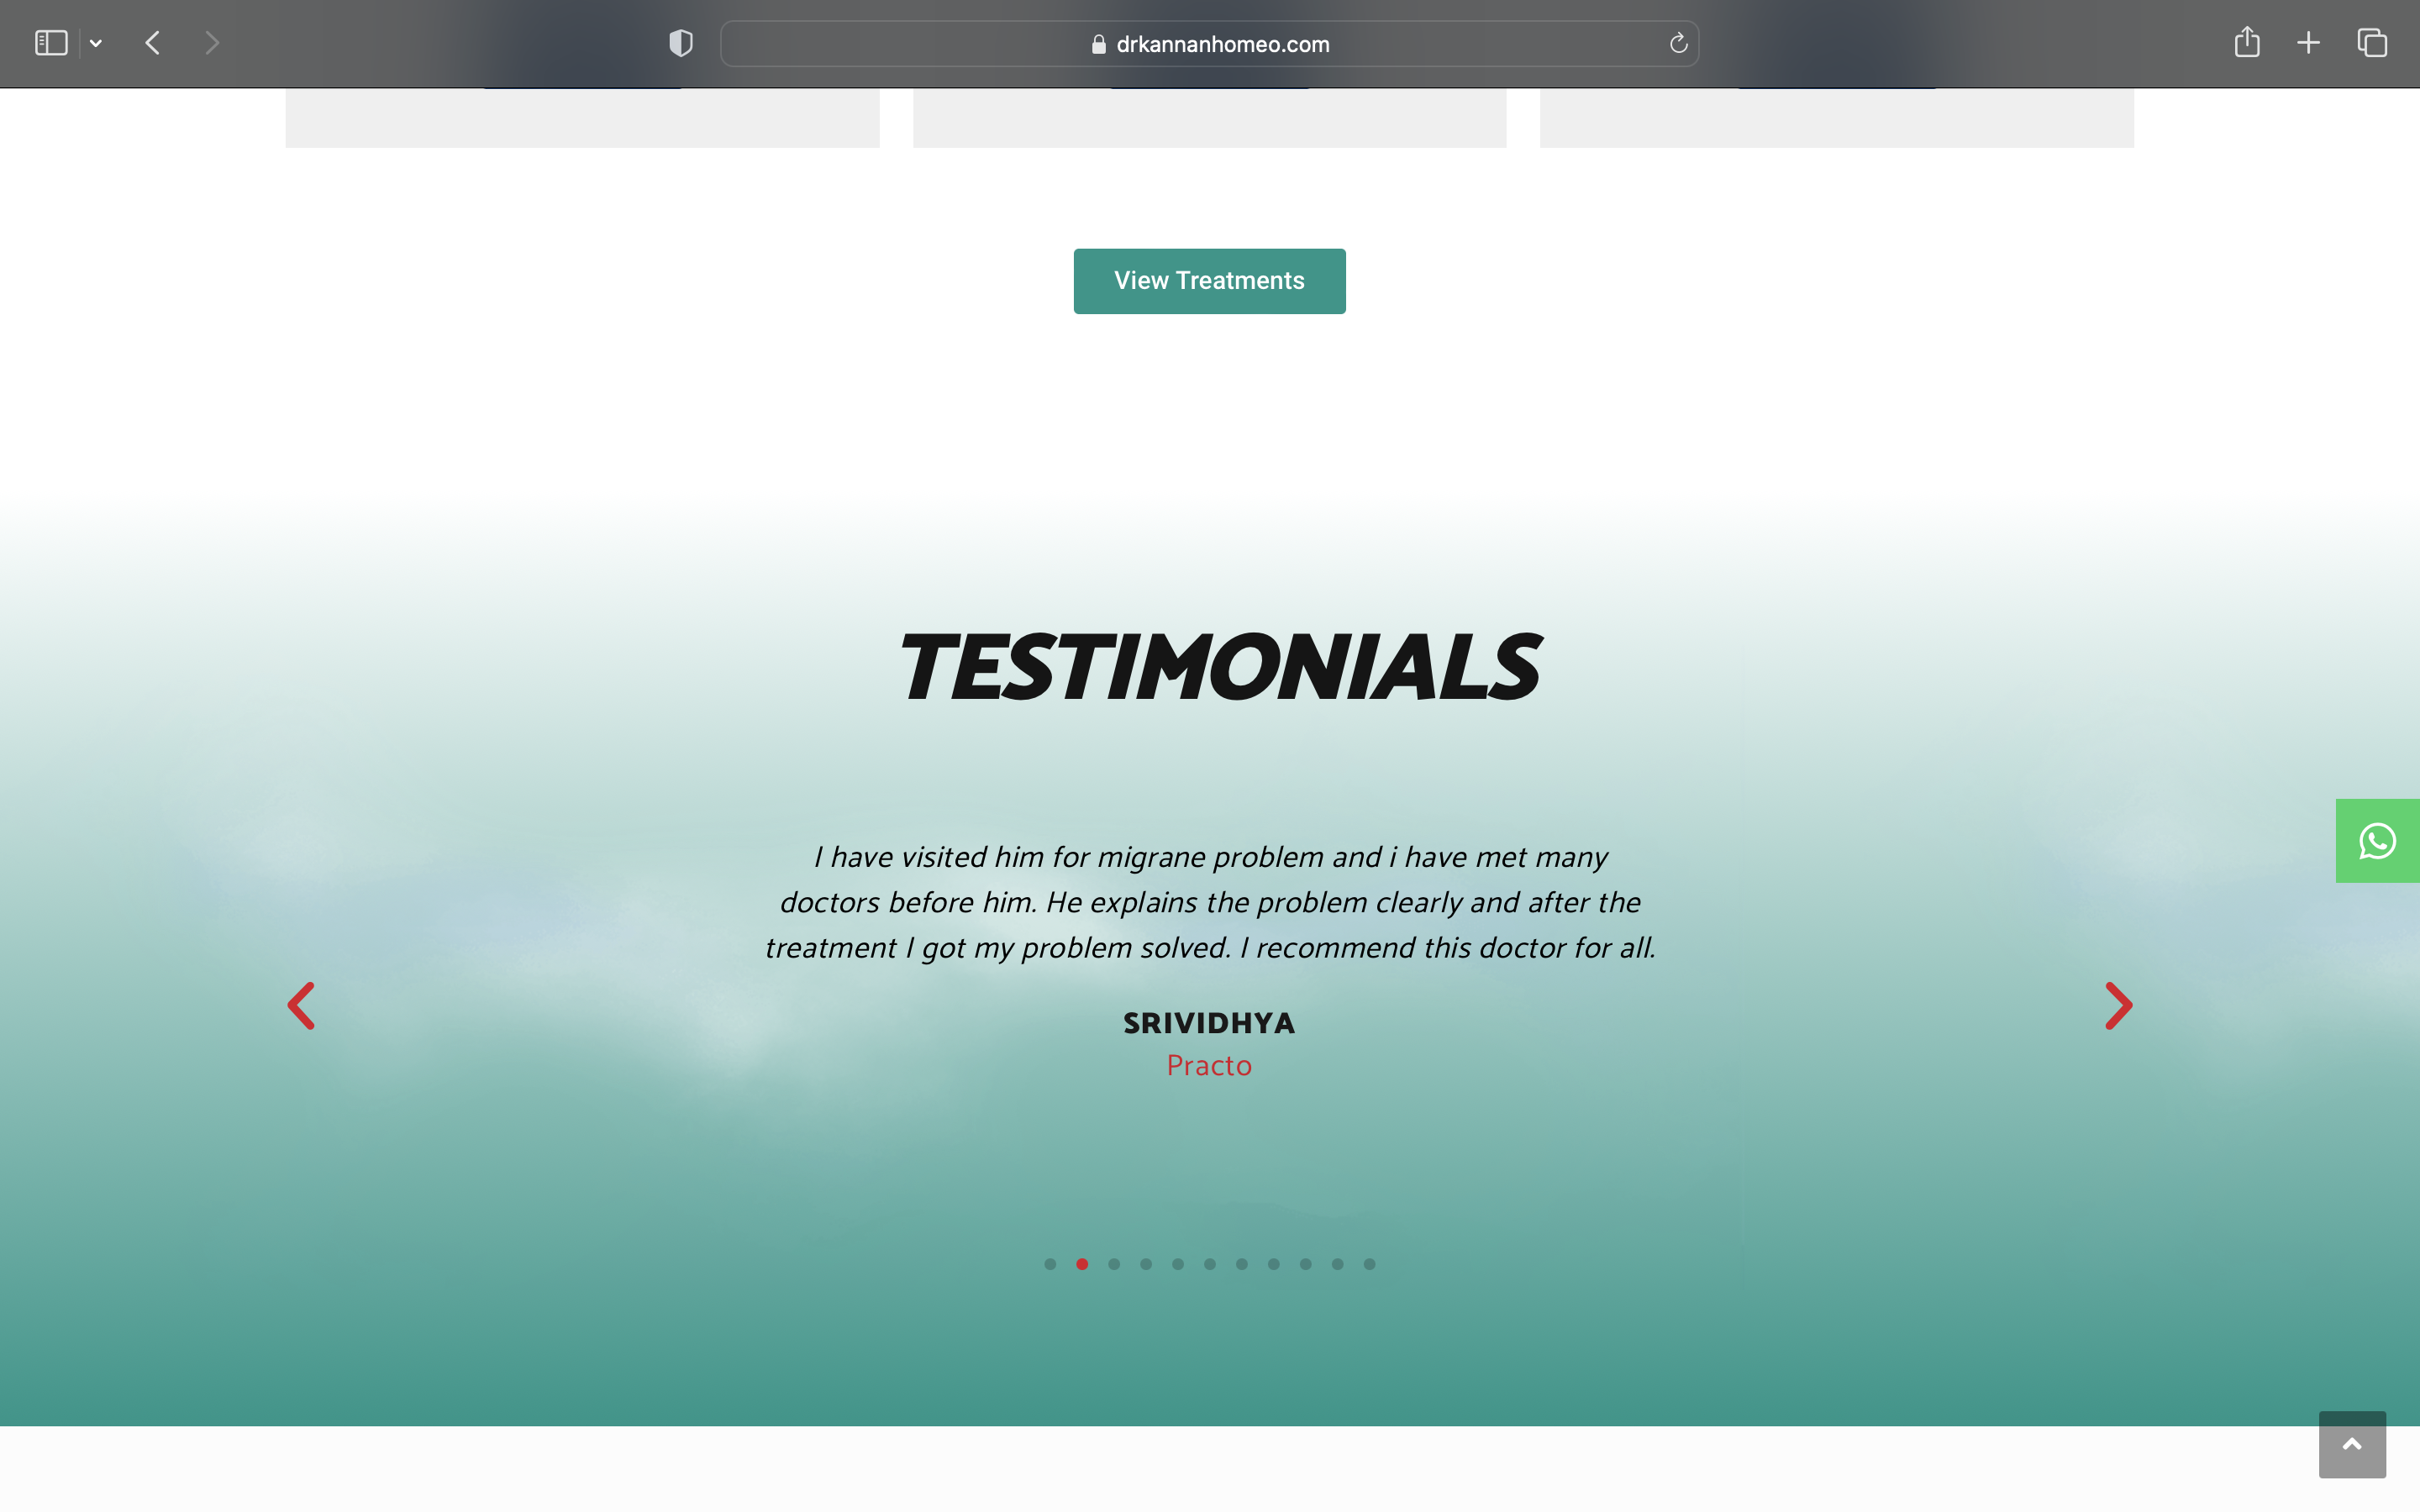 drkannanhomeo.com
View Treatments
TESTIMONIALS
I have visited him for migrane problem and i have met many
doctors before him. He explains the problem clearly and after the
treatment I got my problem solved. I recommend this doctor for all.
SRIVIDHYA
Practo